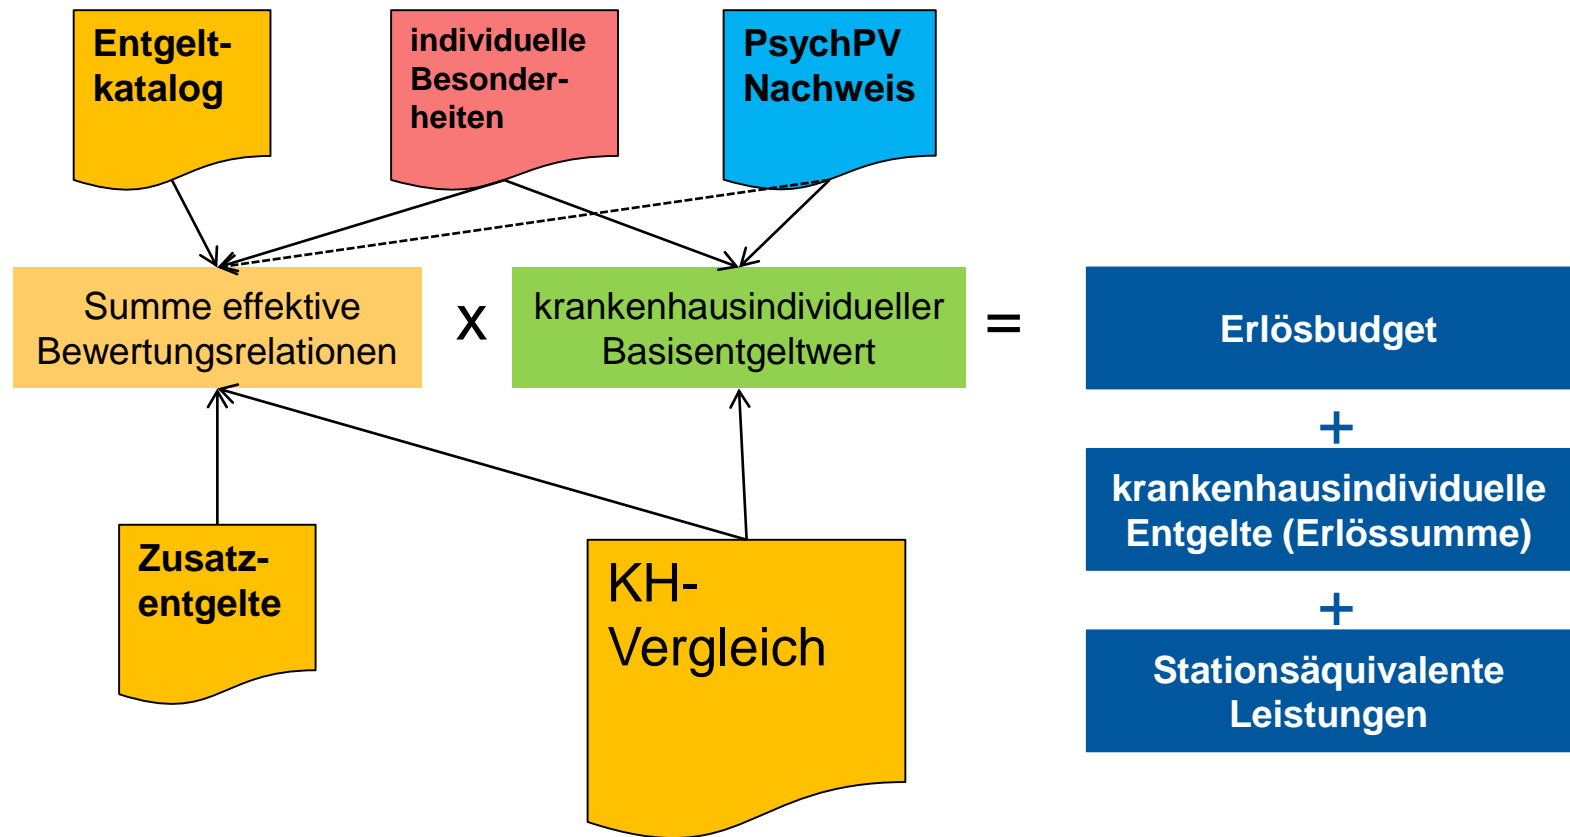 Entgelt-
katalog
individuelle
Besonder-
heiten
PsychPV
Nachweis
Summe effektive
Bewertungsrelationen
x
krankenhausindividueller
Basisentgeltwert
=
Erlösbudget
+
krankenhausindividuelle
Entgelte (Erlössumme)
+
Stationsäquivalente
Leistungen
Zusatz-
entgelte
KH-
Vergleich